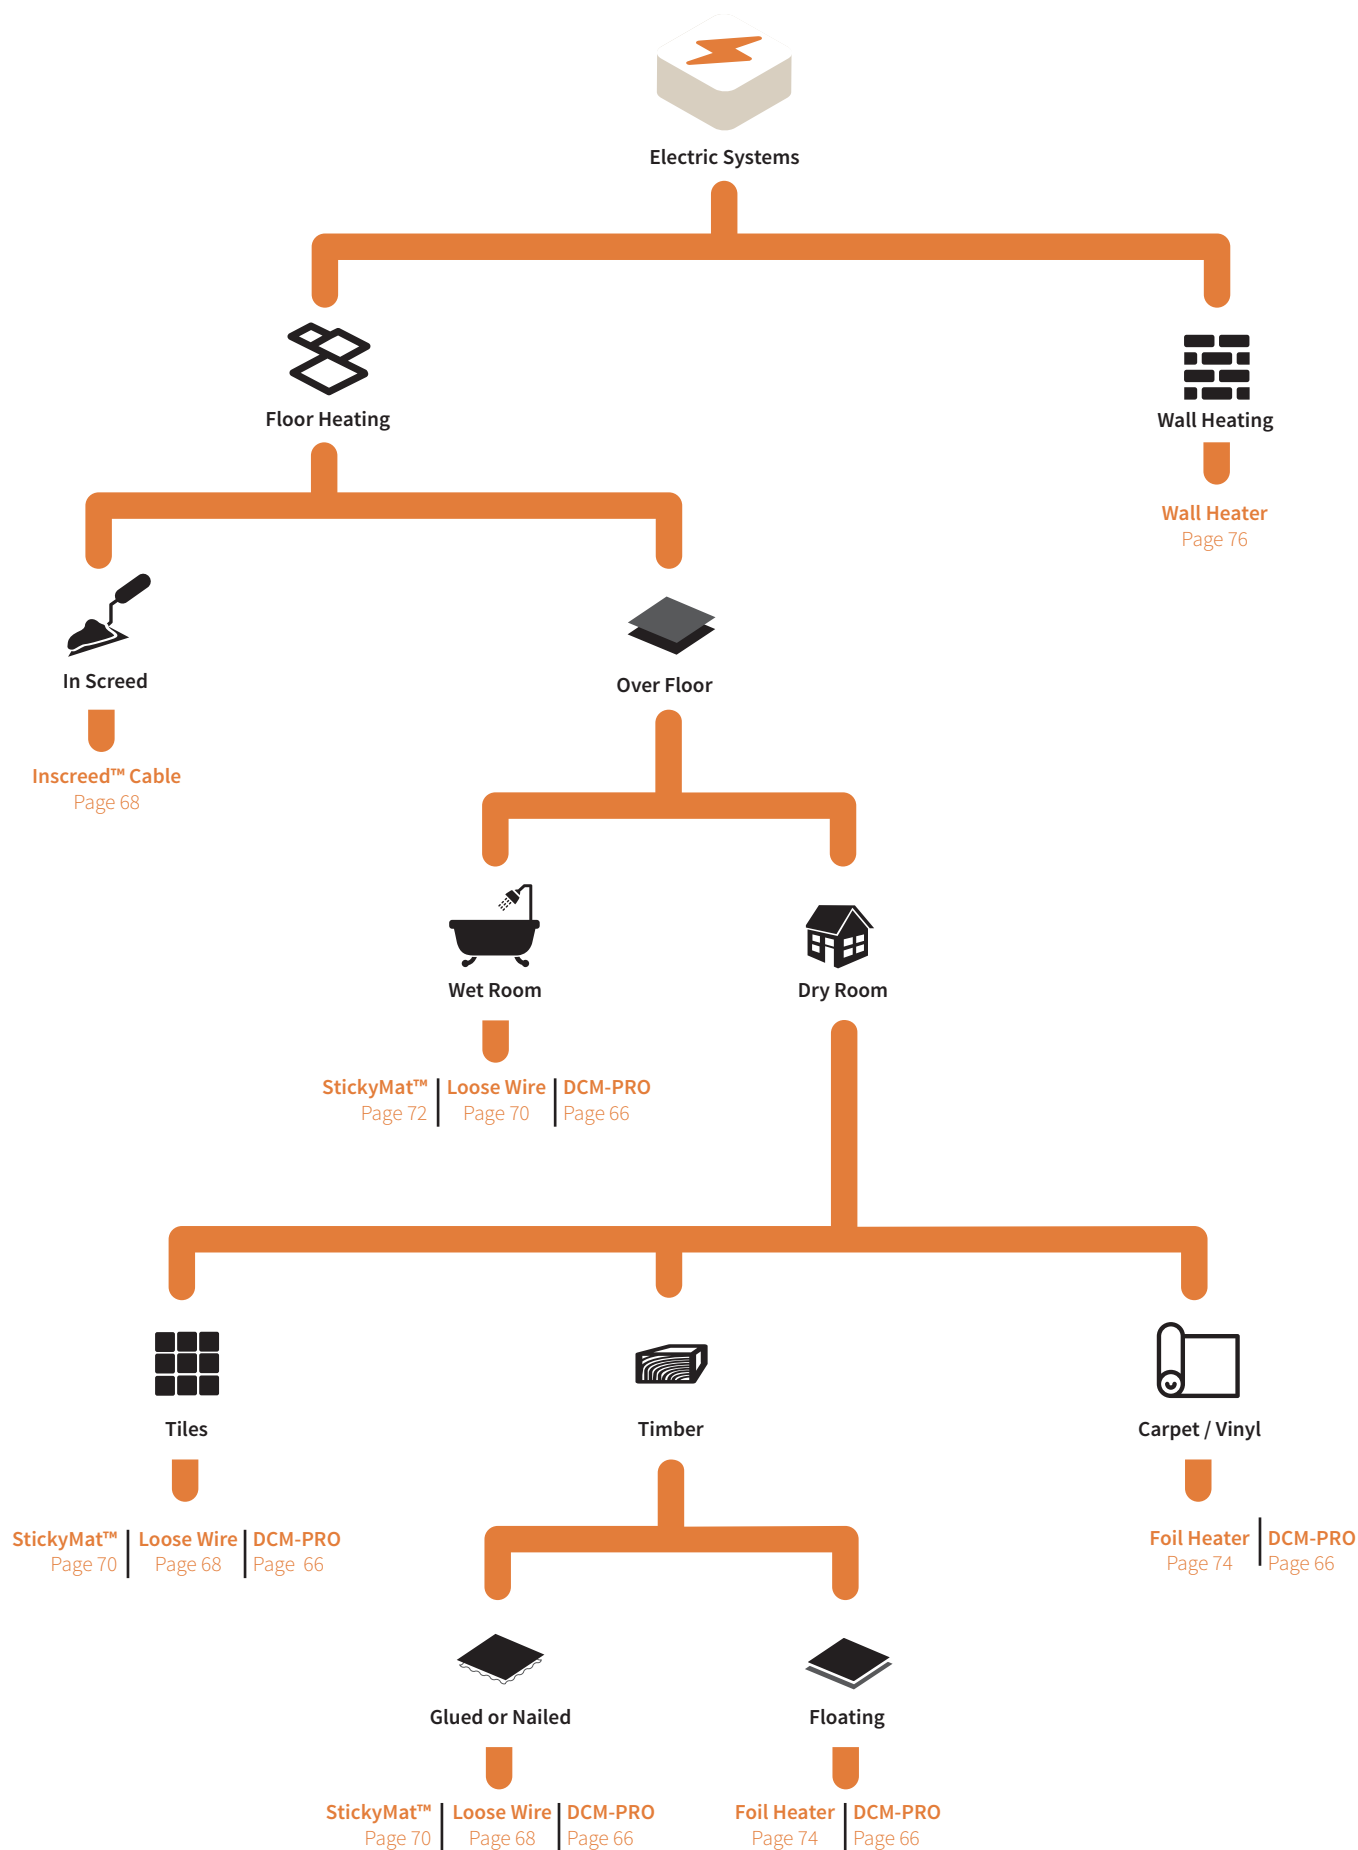 Electric Systems
Floor Heating
Wall Heating
Wall Heater
Page 76
In Screed
Over Floor
Inscreed™ Cable
Page 68
Wet Room
Dry Room
StickyMat™
Page 72
Loose Wire
Page 70
DCM-PRO
Page 66
Tiles
Timber
Carpet / Vinyl
StickyMat™
Page 70
Loose Wire
Page 68
DCM-PRO
Page  66
Foil Heater
Page 74
DCM-PRO
Page 66
Glued or Nailed
Floating
StickyMat™
Page 70
Loose Wire
Page 68
DCM-PRO
Page 66
Foil Heater
Page 74
DCM-PRO
Page 66